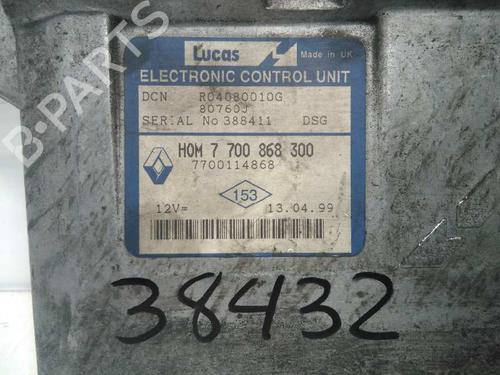 B-PARTS
Lucas
Made in UK
ELECTRONIC CONTROL UNIT
DCN R04080010G
80760J
SERIAL No 388411 DSG
HOM 7 700 868 300
7700114868
153
12V= 13.04.99
38432